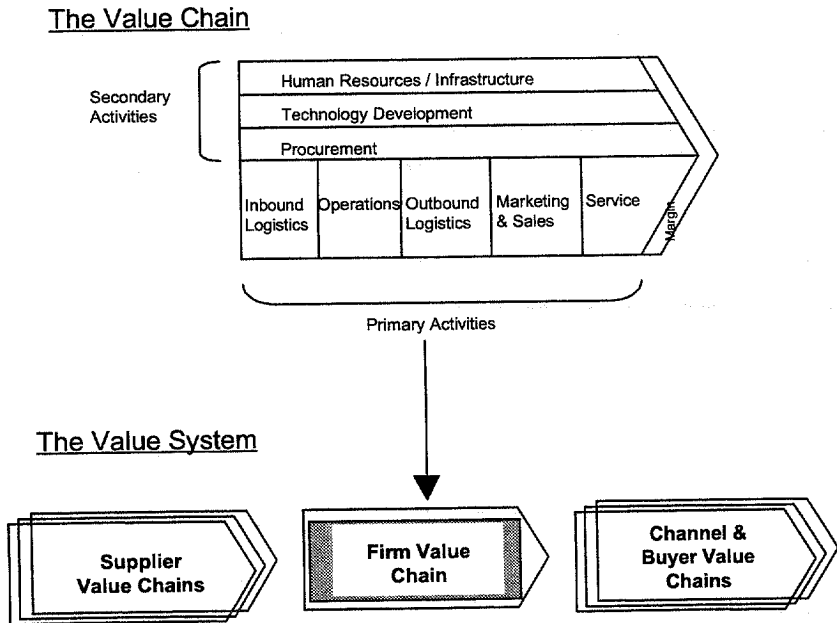 The Value Chain
Secondary
Activities
Human Resources / Infrastructure
Technology Development
Procurement
Inbound
Logistics
Operations
Outbound
Logistics
Marketing
& Sales
Service
Margin
Primary Activities
The Value System
Supplier
Value Chains
Firm Value
Chain
Channel &
Buyer Value
Chains